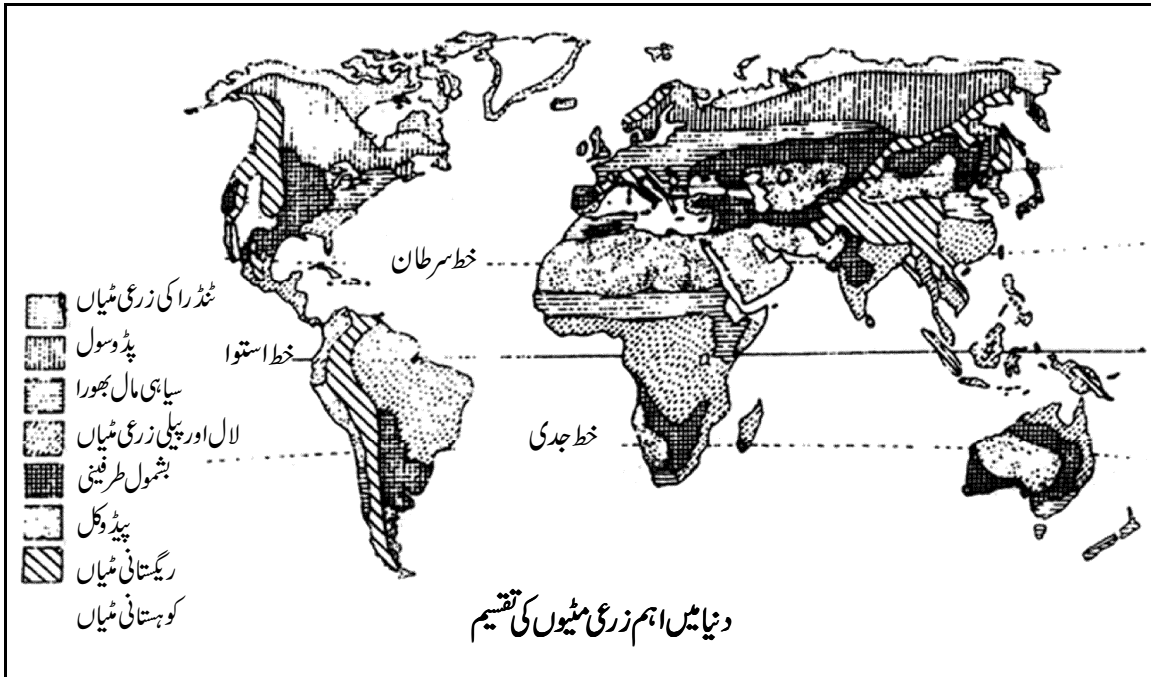 خط سرطان
ٹنڈرا کی زرعی مٹیاں
پڈوسول
خط استوا
سیاہی مال بھورا
لال اور پیلی زرعی مٹیاں
خط جدی
بشمول طرفینی
پیڈوکل
ریگستانی مٹیاں
کوہستانی مٹیاں
دنیا میں اہم زرعی مٹیوں کی تقسیم